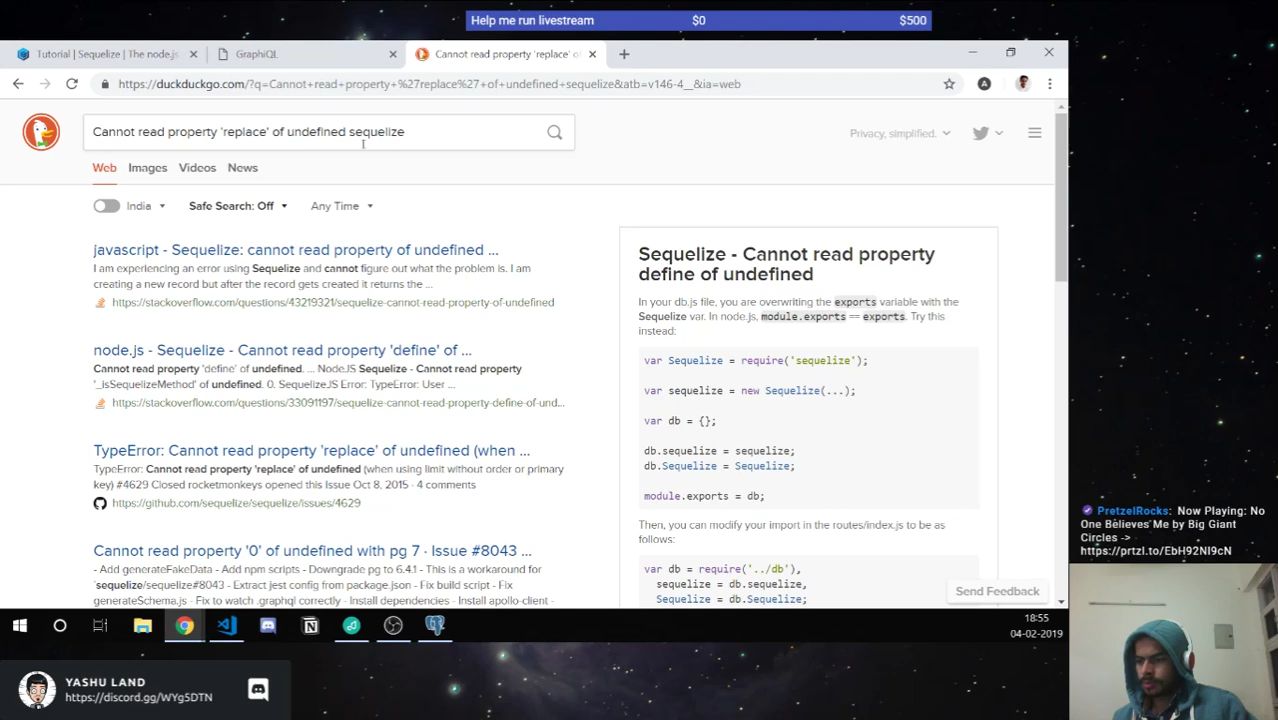 Help me run livestream $0 $500
Tutorial | Sequelize | The node.js
GraphiQL
Cannot read property 'replace' of
https://duckduckgo.com/?q=Cannot+read+property+%27replace%27+of+undefined+sequelize&atb=v146-4__&ia=web
A
Cannot read property 'replace' of undefined sequelize
Privacy, simplified.
Web Images Videos News
India Safe Search: Off Any Time
javascript - Sequelize: cannot read property of undefined ...
I am experiencing an error using Sequelize and cannot figure out what the problem is. I am
creating a new record but after the record gets created it returns the ...
https://stackoverflow.com/questions/43219321/sequelize-cannot-read-property-of-undefined
node.js - Sequelize - Cannot read property 'define' of ...
Cannot read property 'define' of undefined. ... NodeJS Sequelize - Cannot read property
'_isSequelizeMethod' of undefined. 0. SequelizeJS Error: TypeError: User ...
https://stackoverflow.com/questions/33091197/sequelize-cannot-read-property-define-of-und...
TypeError: Cannot read property 'replace' of undefined (when ...
TypeError: Cannot read property 'replace' of undefined (when using limit without order or primary
key) #4629 Closed rocketmonkeys opened this Issue Oct 8, 2015 · 4 comments
https://github.com/sequelize/sequelize/issues/4629
Cannot read property '0' of undefined with pg 7 · Issue #8043 ...
- Add generateFakeData - Add npm scripts - Downgrade pg to 6.4.1 - This is a workaround for
`sequelize/sequelize#8043 - Extract jest config from package.json - Fix build script - Fix
generateSchema.js - Fix to watch .graphql correctly - Install dependencies - Install apollo-client
Sequelize - Cannot read property
define of undefined
In your db.js file, you are overwriting the exports variable with the
Sequelize var. In node.js, module.exports == exports. Try this
instead:
var Sequelize = require('sequelize');
var sequelize = new Sequelize(...);
var db = {};
db.sequelize = sequelize;
db.Sequelize = Sequelize;
module.exports = db;
Then, you can modify your import in the routes/index.js to be as
follows:
var db = require('../db'),
sequelize = db.sequelize,
Sequelize = db.Sequelize;
Send Feedback
18:55
04-02-2019
PretzelRocks: Now Playing: No
One Believes Me by Big Giant
Circles ->
https://prtzl.to/EbH92NI9cN
YASHU LAND
https://discord.gg/WYg5DTN